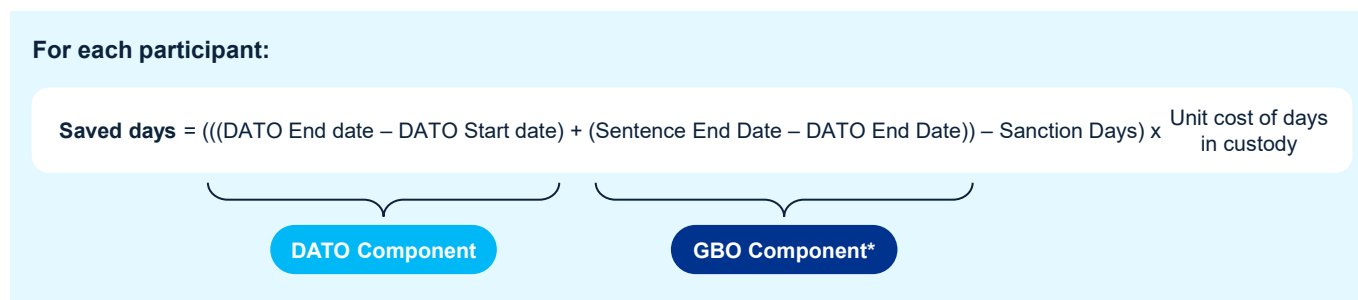 For each participant:
Saved days = (((DATO End date – DATO Start date) + (Sentence End Date – DATO End Date)) – Sanction Days) x Unit cost of days
in custody
DATO Component
GBO Component*